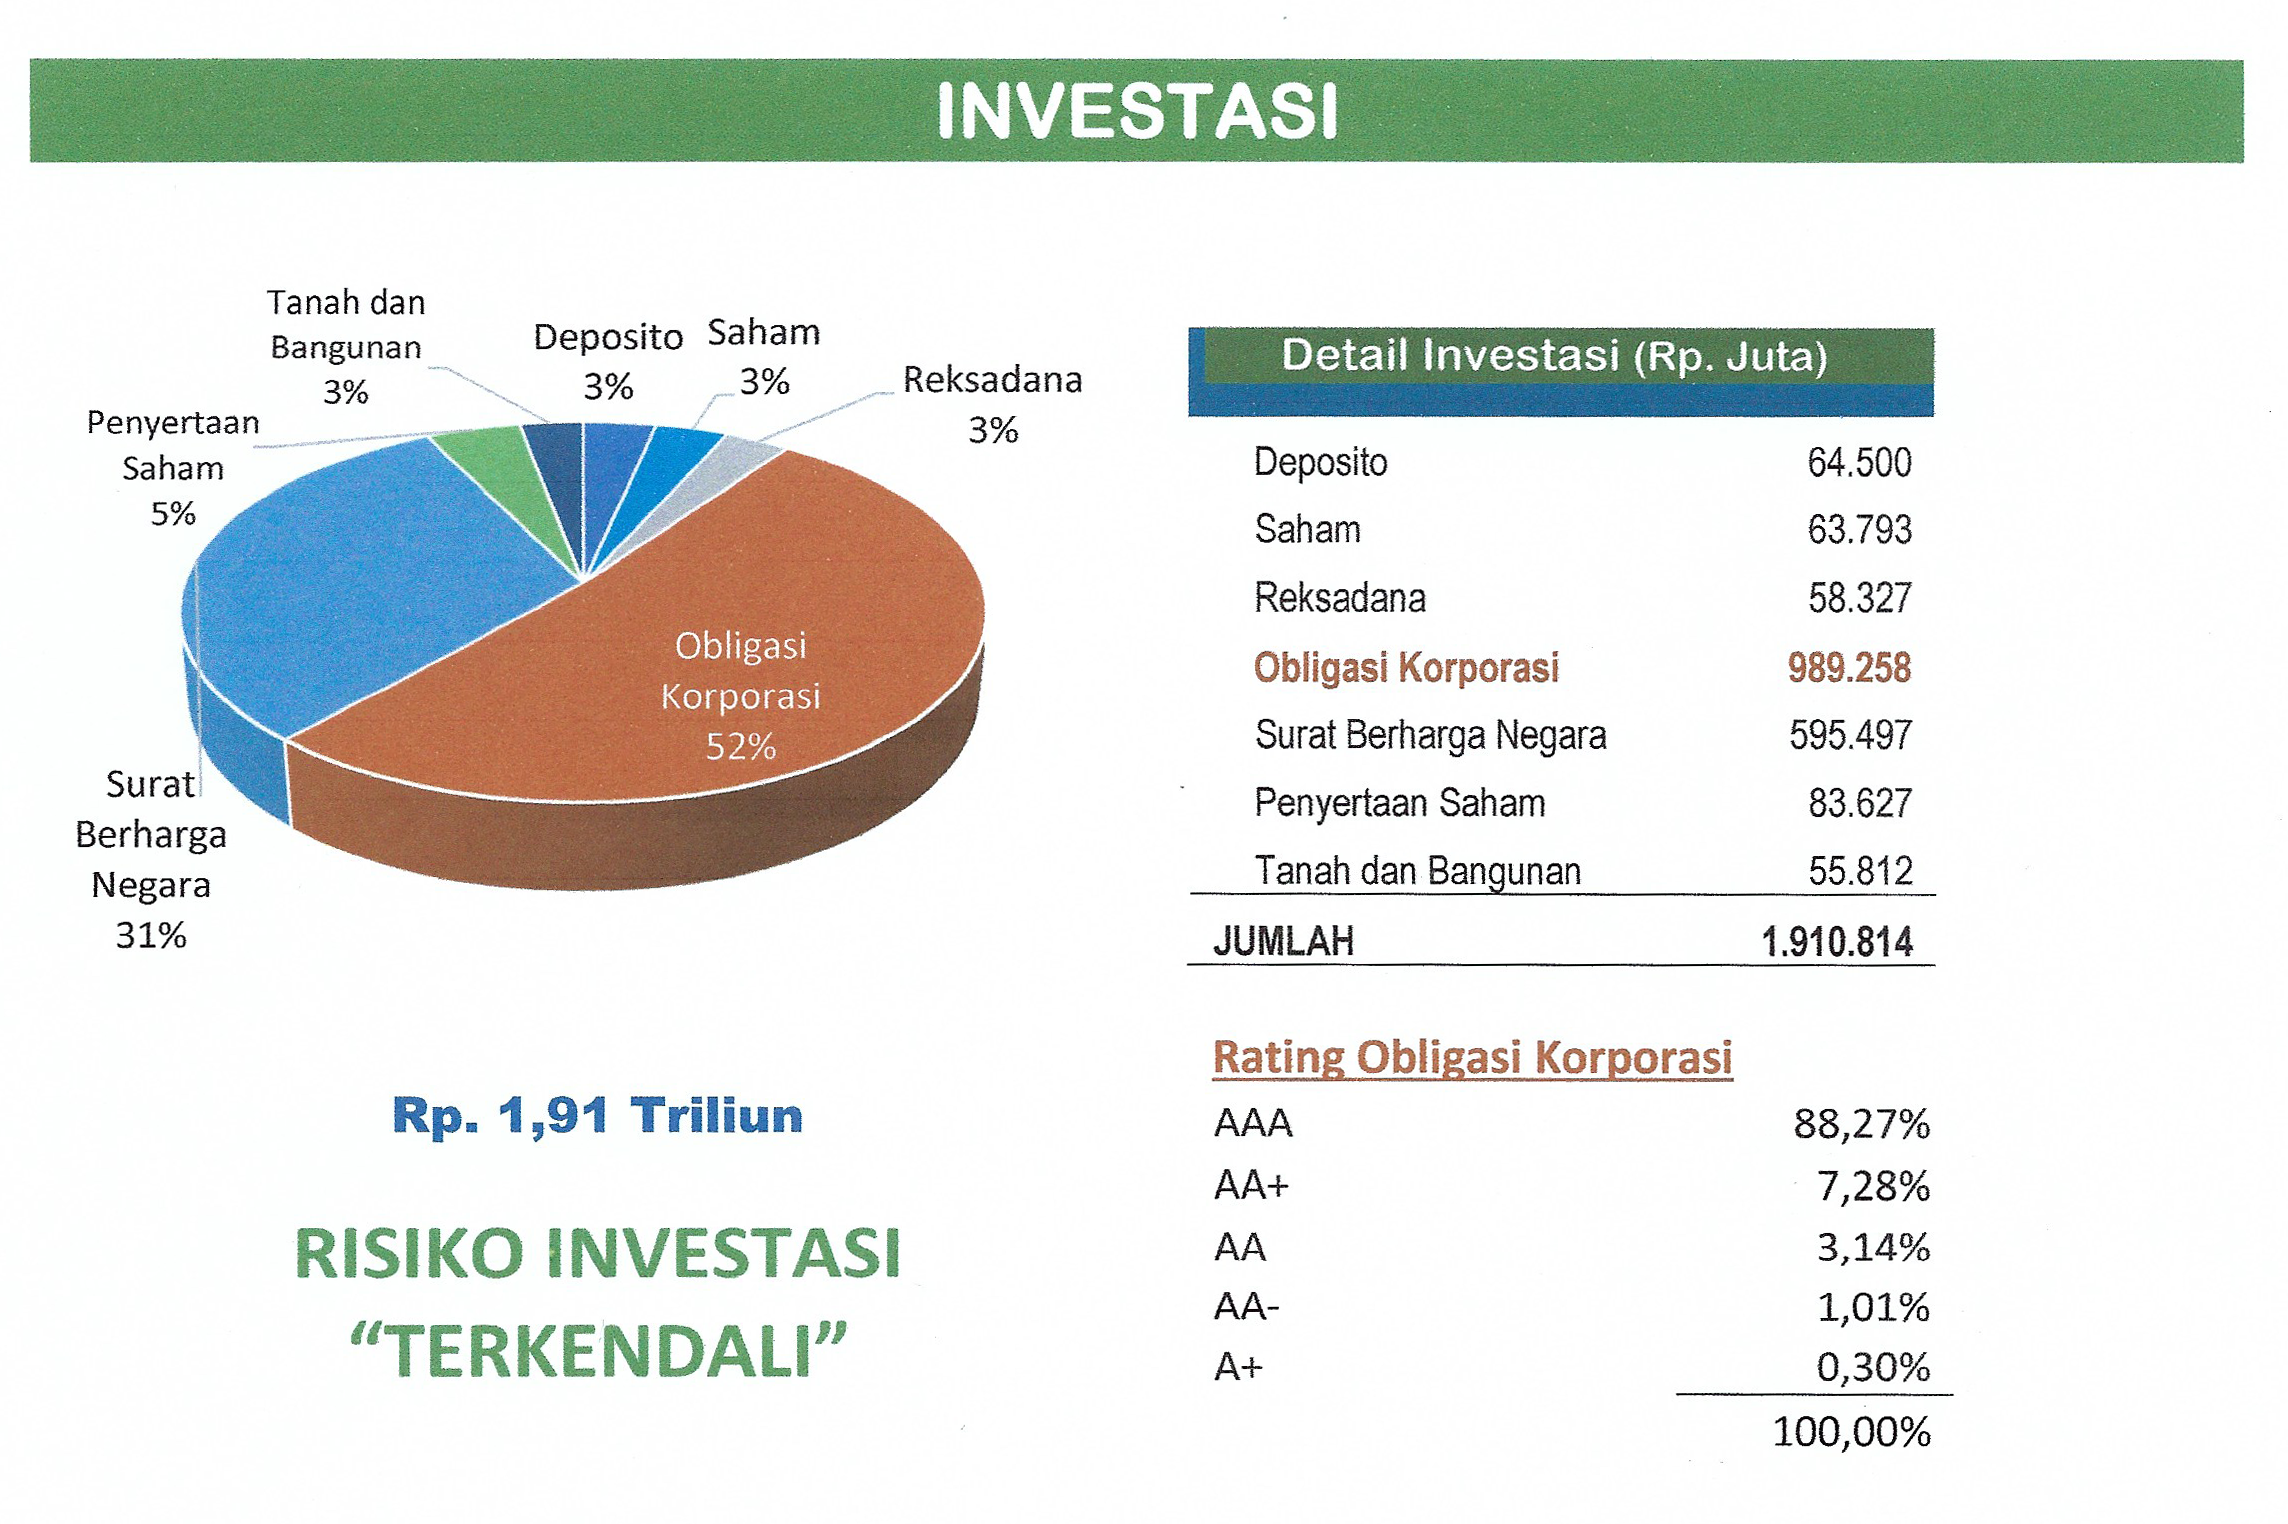 INVESTASI
Tanah dan
Bangunan
3%
Deposito
3%
Saham
3%
Reksadana
3%
Penyertaan
Saham
5%
Obligasi
Korporasi
52%
Surat
Berharga
Negara
31%
Rp. 1,91 Triliun
RISIKO INVESTASI
“TERKENDALI”
Detail Investasi (Rp. Juta)
Deposito 64.500
Saham 63.793
Reksadana 58.327
Obligasi Korporasi 989.258
Surat Berharga Negara 595.497
Penyertaan Saham 83.627
Tanah dan Bangunan 55.812
JUMLAH 1.910.814
Rating Obligasi Korporasi
AAA 88,27%
AA+ 7,28%
AA 3,14%
AA- 1,01%
A+ 0,30%
100,00%